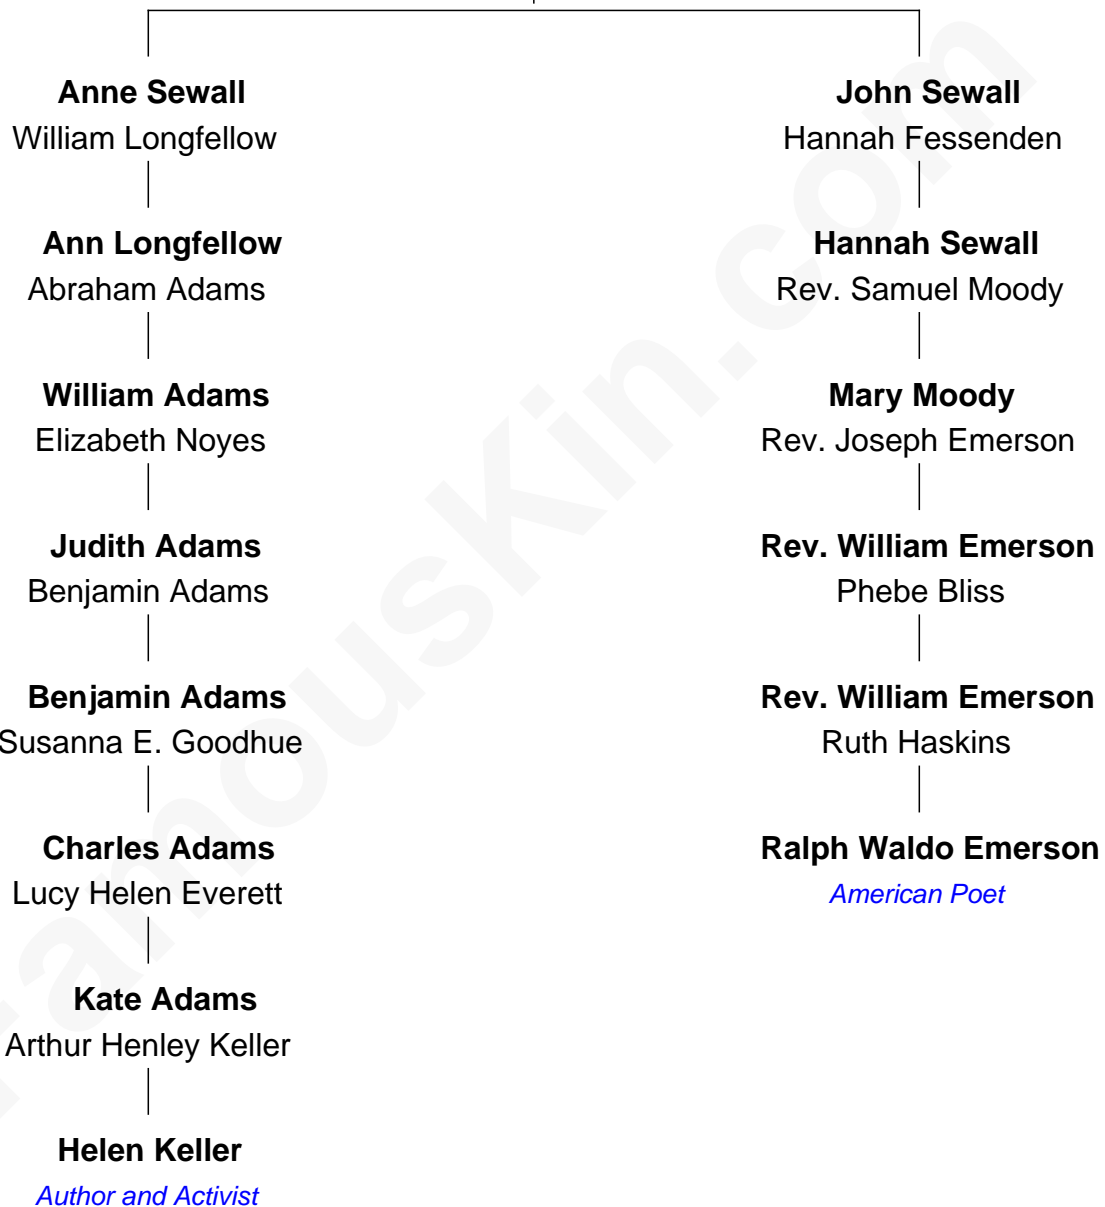 Anne Sewall
William Longfellow
Ann Longfellow
Abraham Adams
William Adams
Elizabeth Noyes
Judith Adams
Benjamin Adams
Benjamin Adams
Susanna E. Goodhue
Charles Adams
Lucy Helen Everett
Kate Adams
Arthur Henley Keller
Helen Keller
Author and Activist
John Sewall
Hannah Fessenden
Hannah Sewall
Rev. Samuel Moody
Mary Moody
Rev. Joseph Emerson
Rev. William Emerson
Phebe Bliss
Rev. William Emerson
Ruth Haskins
Ralph Waldo Emerson
American Poet
FamousKin.com